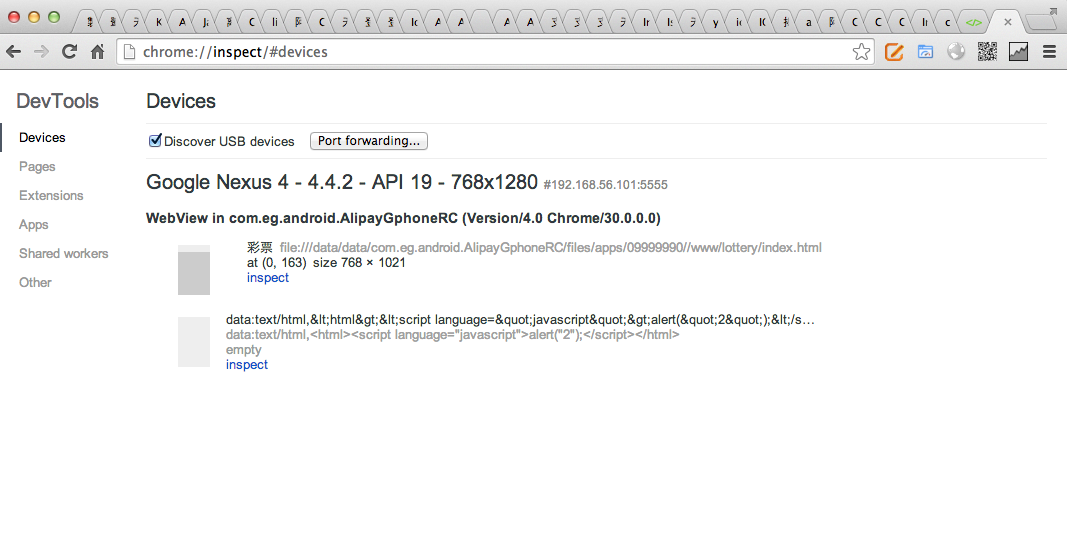 chrome://inspect/#devices
DevTools
Devices
Devices
Discover USB devices
Port forwarding...
Pages
Extensions
Apps
Shared workers
Other
Google Nexus 4 - 4.4.2 - API 19 - 768x1280 #192.168.56.101:5555
WebView in com.eg.android.AlipayGphoneRC (Version/4.0 Chrome/30.0.0.0)
彩票 file:///data/data/com.eg.android.AlipayGphoneRC/files/apps/09999990//www/lottery/index.html
at (0, 163) size 768 × 1021
inspect
data:text/html,&lt;html&gt;&lt;script language=&quot;javascript&quot;&gt;alert(&quot;2&quot;);&lt;/s…
data:text/html,<html><script language="javascript">alert("2");</script></html>
empty
inspect